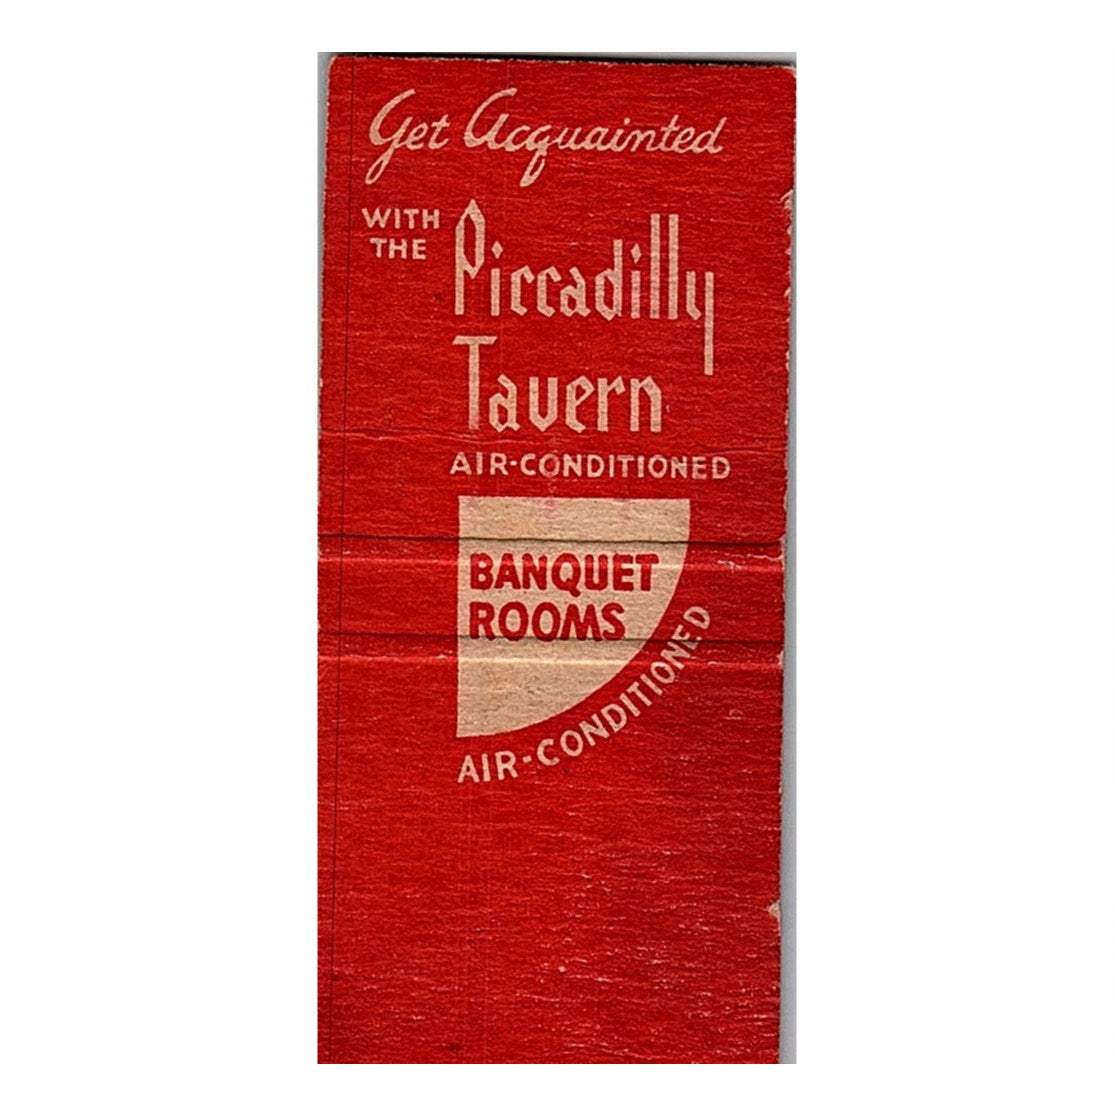 Get Acquainted
WITH
THE
Piccadilly
Tavern
AIR-CONDITIONED
BANQUET
ROOMS
AIR-CONDITIONED